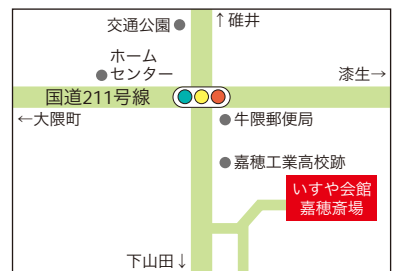 交通公園
↑碓井
ホーム
センター
漆生→
国道211号線
←大隈町
牛隈郵便局
嘉穂工業高校跡
いすや会館
嘉穂斎場
下山田↓